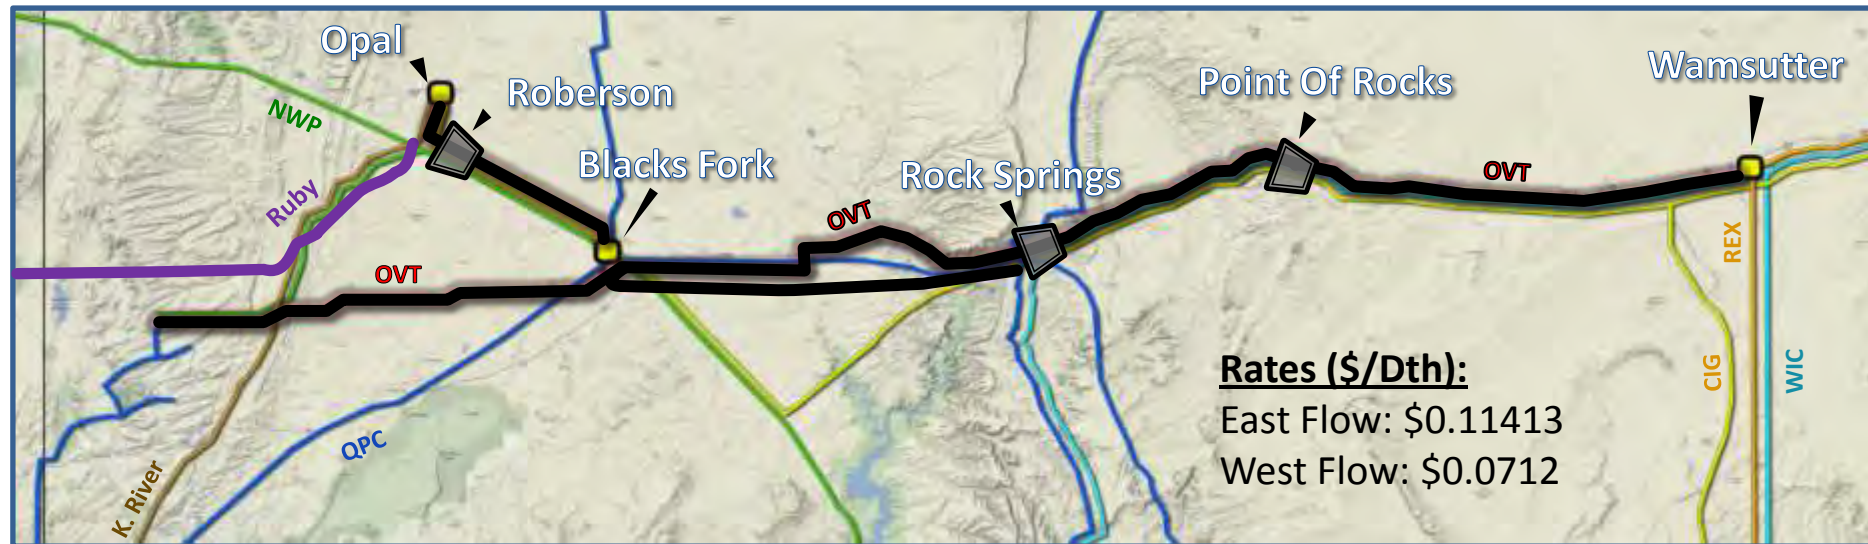 Opal
Roberson
NWP
Blacks Fork
Ruby
OVT
Rock Springs
OVT
Point Of Rocks
OVT
Wamsutter
REX
CIG
WIC
QPC
K. River
Rates ($/Dth):
East Flow: $0.11413
West Flow: $0.0712